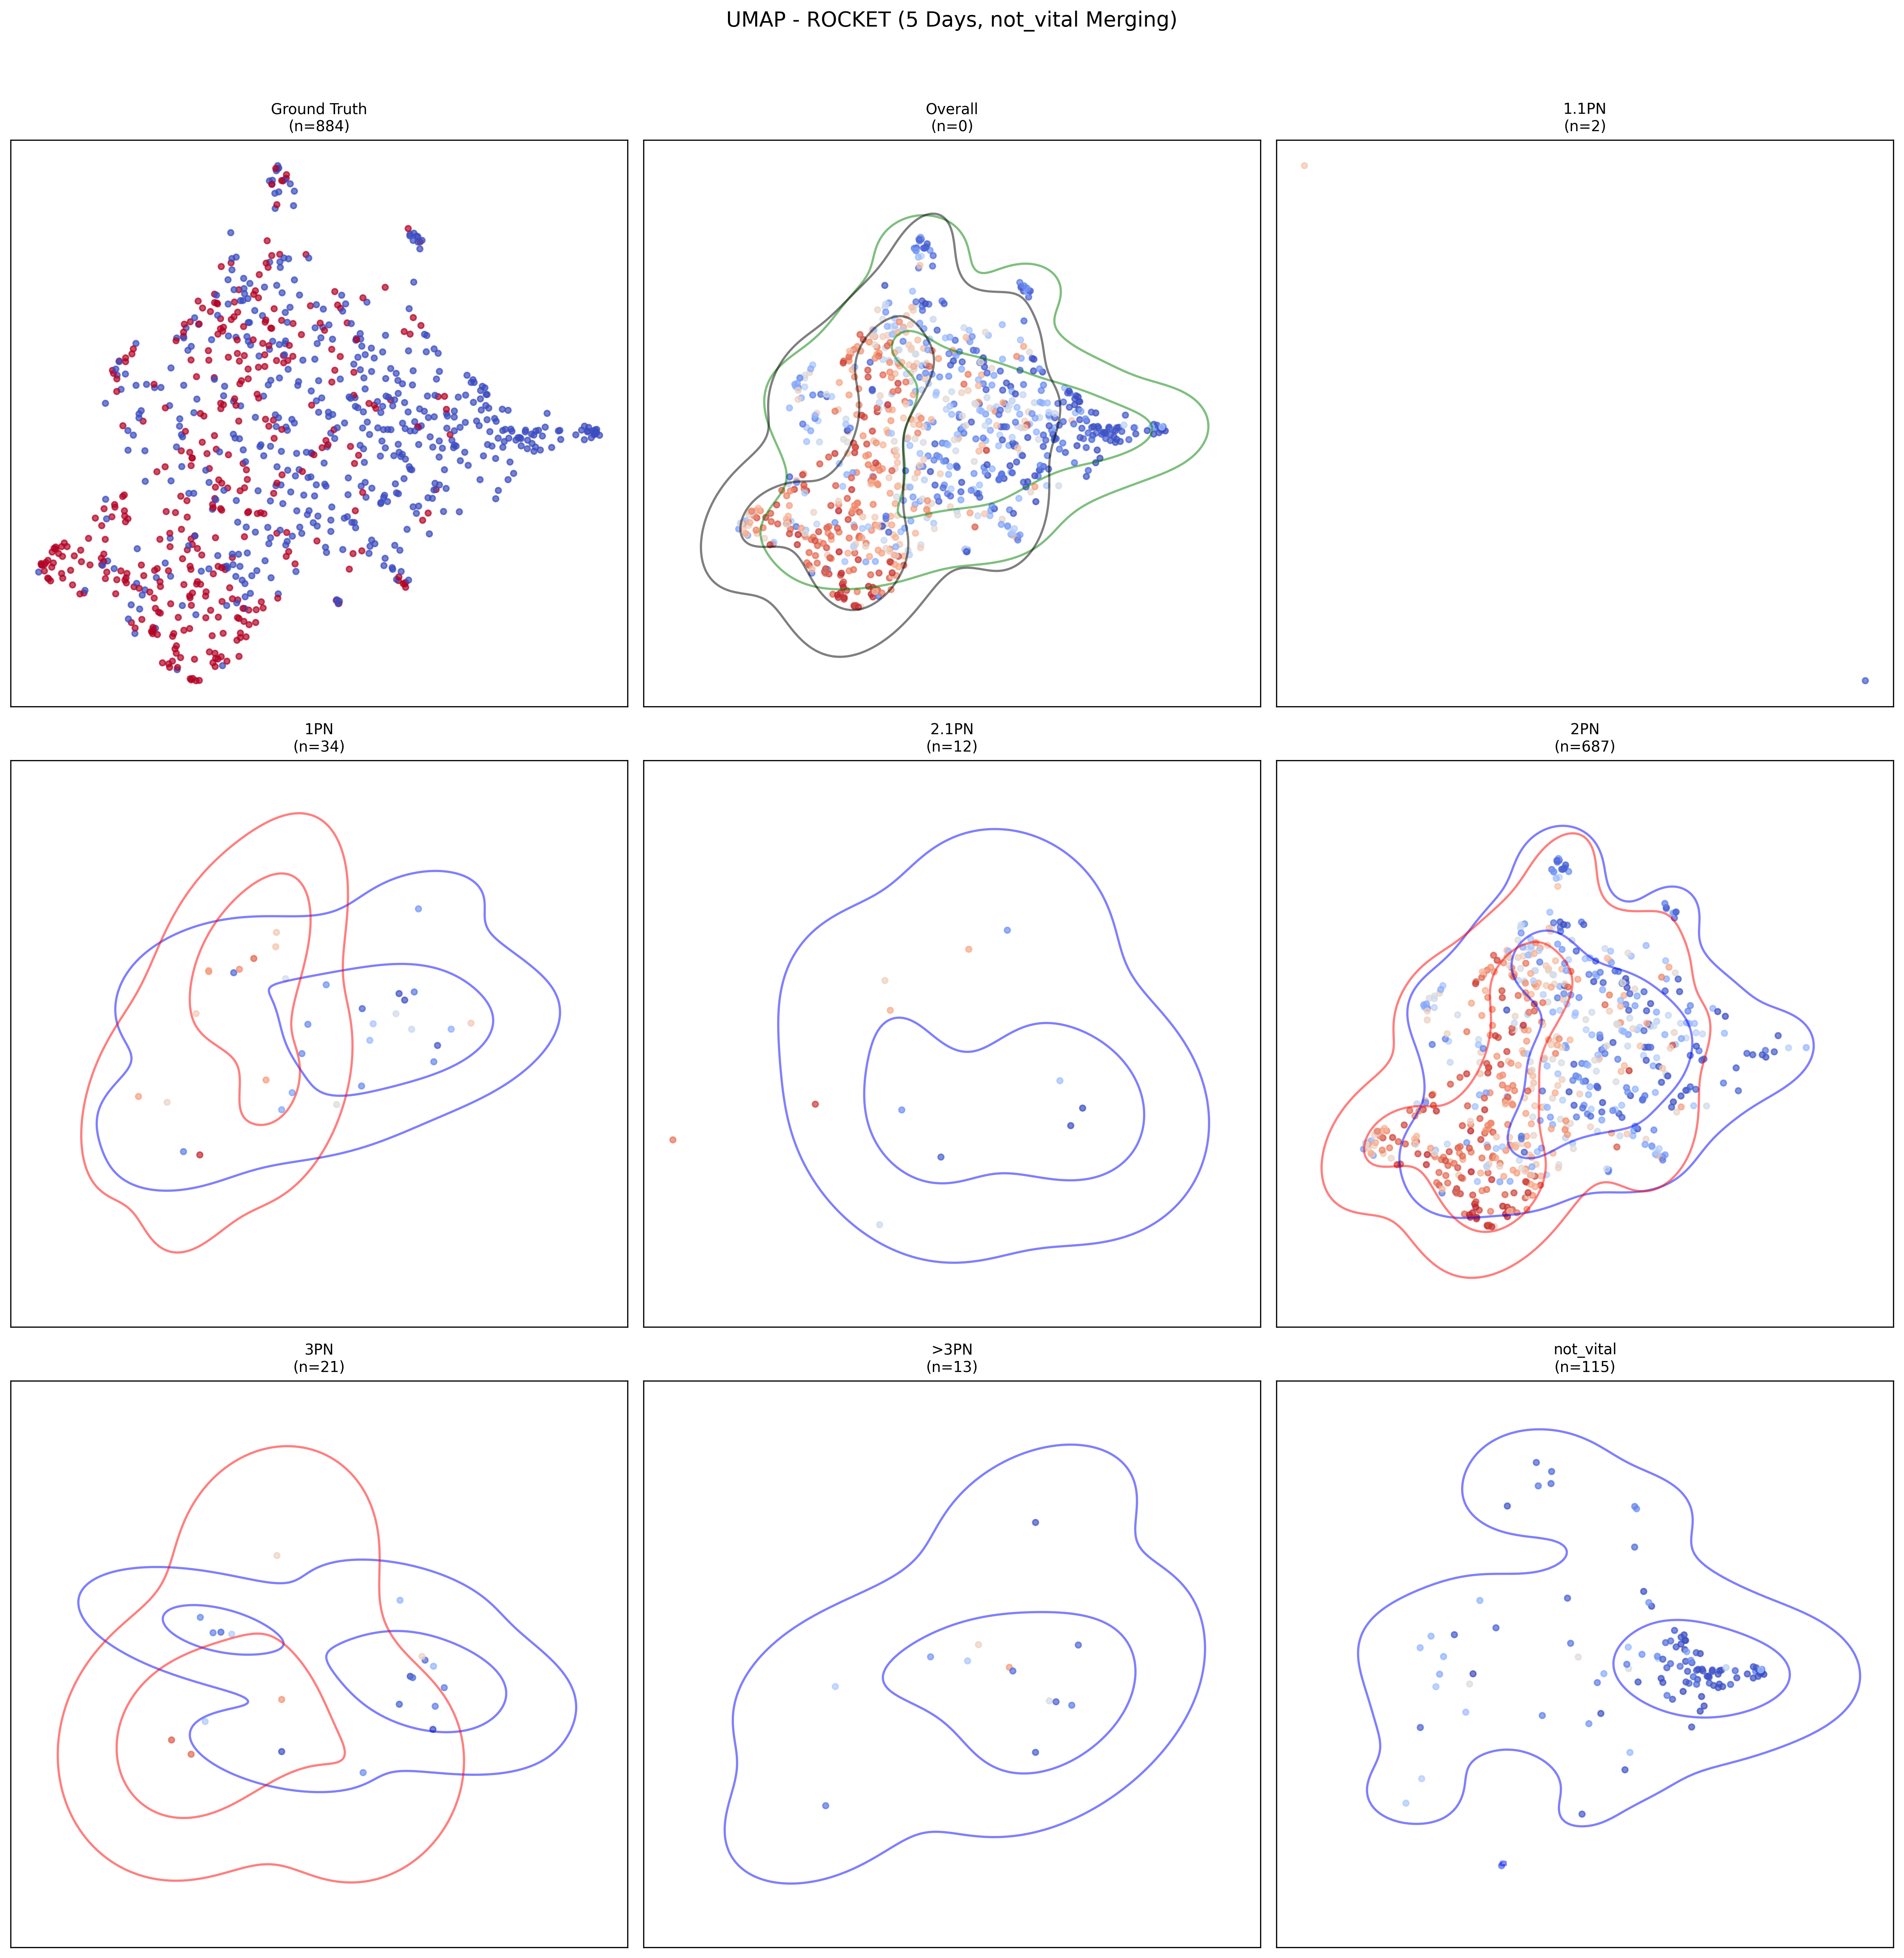 UMAP - ROCKET (5 Days, not_vital Merging)
Ground Truth
(n=884)
Overall
(n=0)
1.1PN
(n=2)
1PN
(n=34)
2.1PN
(n=12)
2PN
(n=687)
3PN
(n=21)
>3PN
(n=13)
not_vital
(n=115)